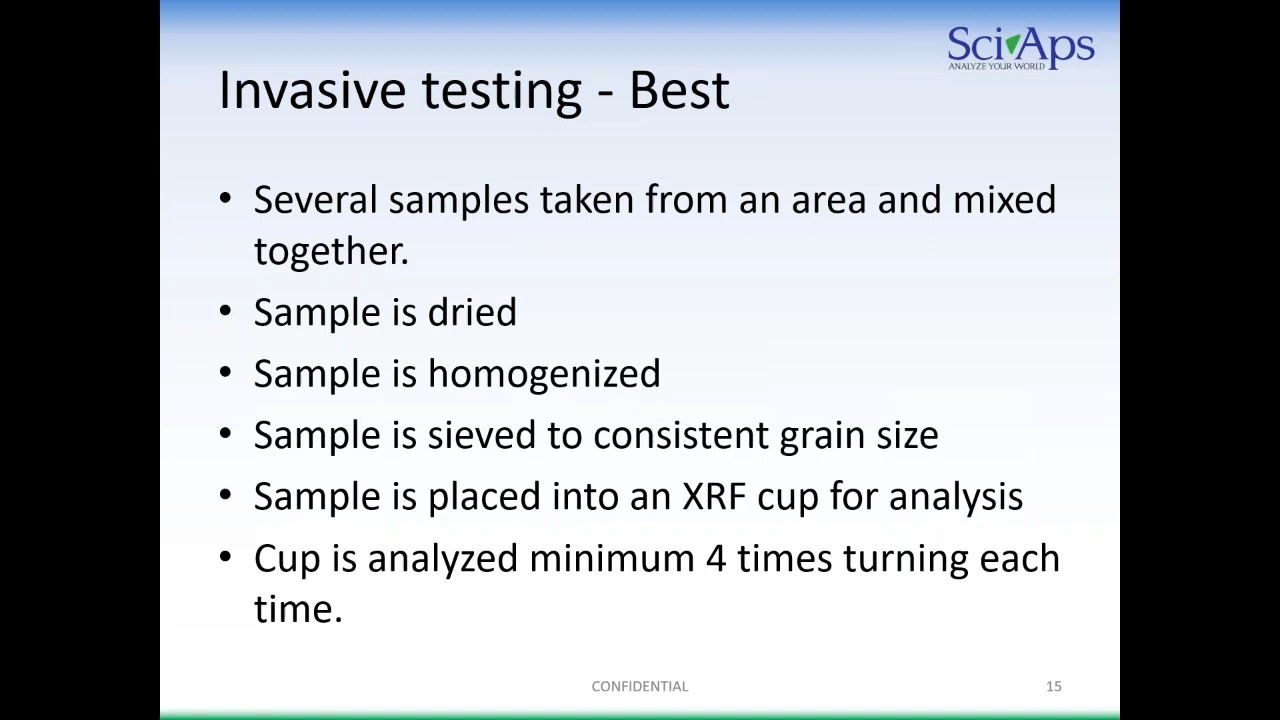 SciAps
ANALYZE YOUR WORLD
Invasive testing - Best
• Several samples taken from an area and mixed
together.
• Sample is dried
• Sample is homogenized
• Sample is sieved to consistent grain size
• Sample is placed into an XRF cup for analysis
• Cup is analyzed minimum 4 times turning each
time.
CONFIDENTIAL
15